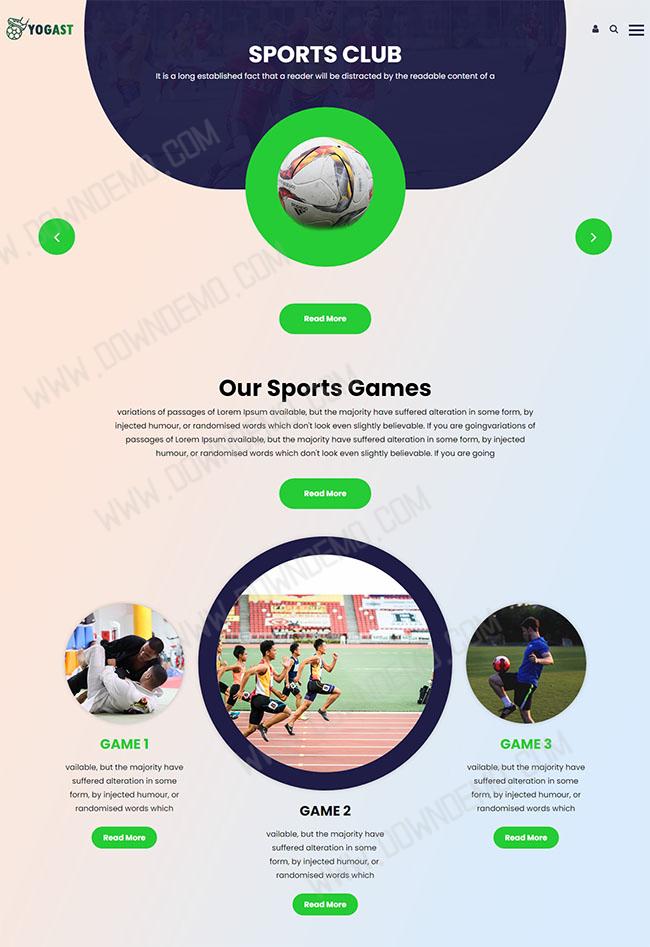 YOGAST
SPORTS CLUB
It is a long established fact that a reader will be distracted by the readable content of a
Read More
Our Sports Games
variations of passages of Lorem Ipsum available, but the majority have suffered alteration in some form, by
injected humour, or randomised words which don't look even slightly believable. If you are goingvariations of
passages of Lorem Ipsum available, but the majority have suffered alteration in some form, by injected
humour, or randomised words which don't look even slightly believable. If you are going
Read More
GAME 1
vailable, but the majority have
suffered alteration in some
form, by injected humour, or
randomised words which
Read More
GAME 2
vailable, but the majority have
suffered alteration in some
form, by injected humour, or
randomised words which
Read More
GAME 3
vailable, but the majority have
suffered alteration in some
form, by injected humour, or
randomised words which
Read More
WWW.DOWNDEMO.COM
WWW.DOWNDEMO.COM
WWW.DOWNDEMO.COM
WWW.DOWNDEMO.COM
WWW.DOWNDEMO.COM
WWW.DOWNDEMO.COM